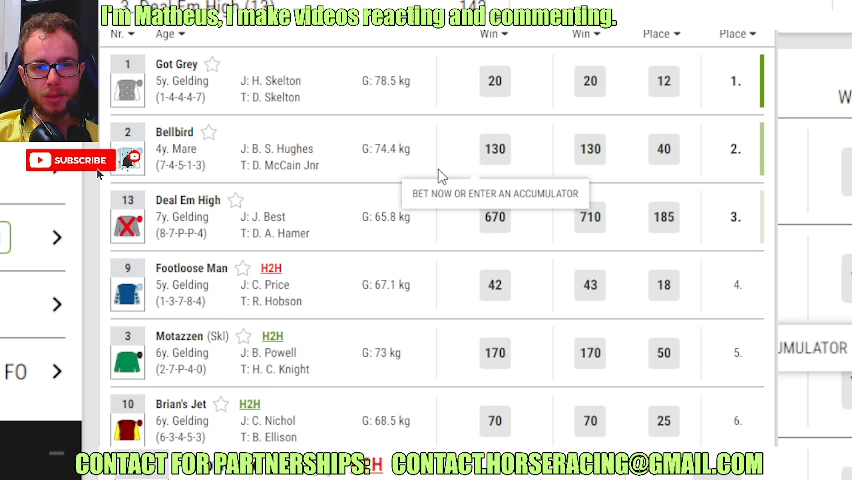 3 Deal Em High (13) 142
I'm Matheus, I make videos reacting and commenting.
Nr. Age Win Win Place Place
1 Got Grey
5y. Gelding J: H. Skelton G: 78.5 kg 20 20 12 1.
(1-4-4-4-7) T: D. Skelton
2 Bellbird
4y. Mare J: B. S. Hughes G: 74.4 kg 130 130 40 2.
(7-4-5-1-3) T: D. McCain Jnr
SUBSCRIBE
BET NOW OR ENTER AN ACCUMULATOR
13 Deal Em High
7y. Gelding J: J. Best G: 65.8 kg 670 710 185 3.
(8-7-P-P-4) T: D. A. Hamer
9 Footloose Man H2H
5y. Gelding J: C. Price G: 67.1 kg 42 43 18 4.
(1-3-7-8-4) T: R. Hobson
3 Motazzen (Skl) H2H
6y. Gelding J: B. Powell G: 73 kg 170 170 50 5.
(2-7-P-4-0) T: H. C. Knight
UMULATOR
FO
10 Brian's Jet H2H
6y. Gelding J: C. Nichol G: 68.5 kg 70 70 25 6.
(6-3-4-5-3) T: B. Ellison
CONTACT FOR PARTNERSHIPS: CONTACT.HORSERACING@GMAIL.COM